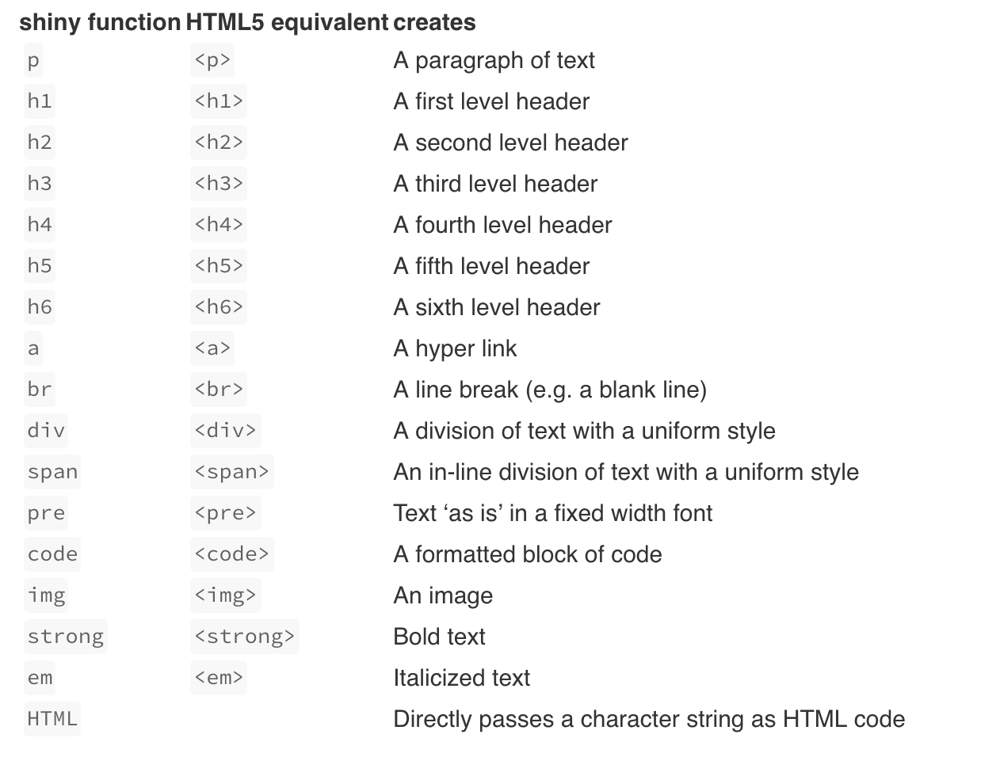 shiny function HTML5 equivalent creates
p <p> A paragraph of text
h1 <h1> A first level header
h2 <h2> A second level header
h3 <h3> A third level header
h4 <h4> A fourth level header
h5 <h5> A fifth level header
h6 <h6> A sixth level header
a <a> A hyper link
br <br> A line break (e.g. a blank line)
div <div> A division of text with a uniform style
span <span> An in-line division of text with a uniform style
pre <pre> Text ‘as is’ in a fixed width font
code <code> A formatted block of code
img <img> An image
strong <strong> Bold text
em <em> Italicized text
HTML Directly passes a character string as HTML code